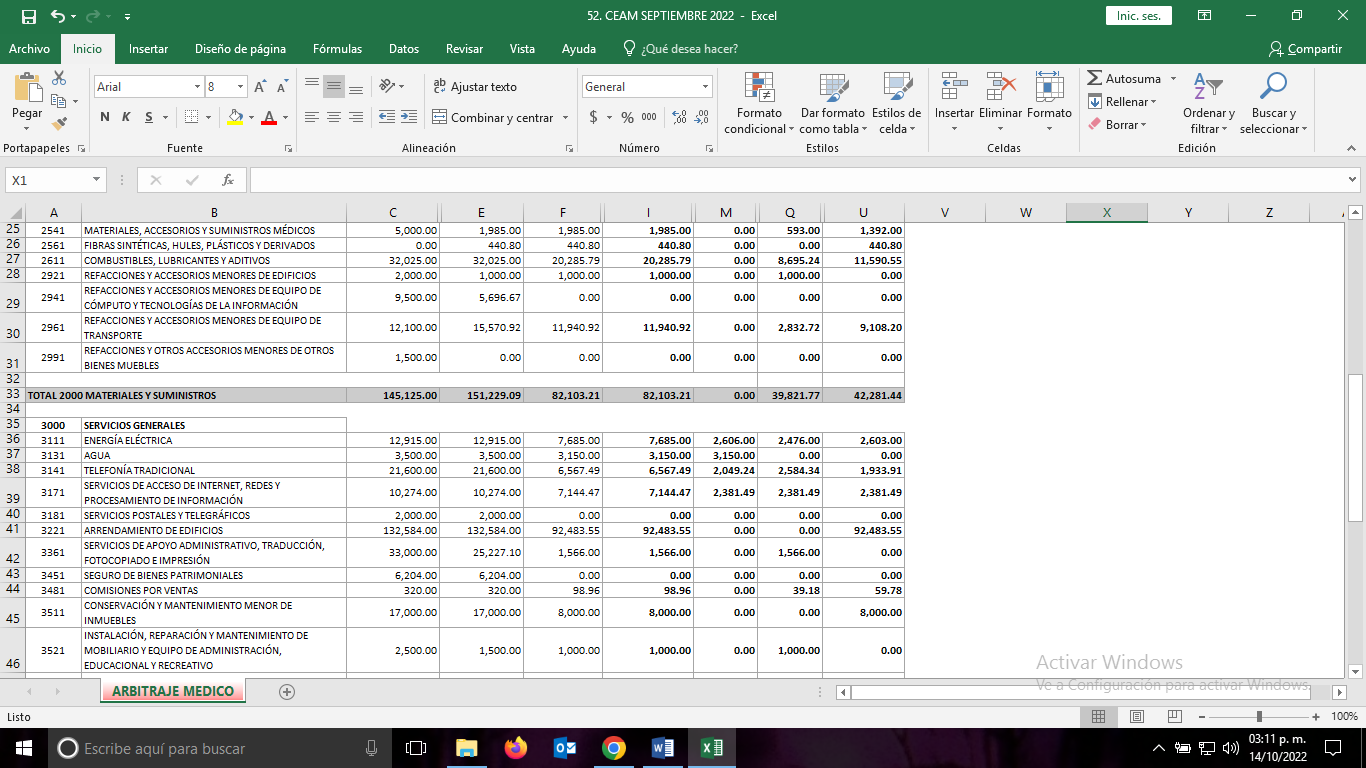 52. CEAM SEPTIEMBRE 2022 - Excel
Inic. ses.
Archivo Inicio Insertar Diseño de página Fórmulas Datos Revisar Vista Ayuda ¿Qué desea hacer? Compartir
Pegar
Arial 8
N K S
Ajustar texto
Combinar y centrar
General
$ % 000
Formato condicional
Dar formato como tabla
Estilos de celda
Insertar Eliminar Formato
Autosuma
Rellenar
Borrar
Ordenar y filtrar
Buscar y seleccionar
Portapapeles Fuente Alineación Número Estilos Celdas Edición
X1 fx
A B C E F I M Q U V W X Y Z
25 2541 MATERIALES, ACCESORIOS Y SUMINISTROS MÉDICOS 5,000.00 1,985.00 1,985.00 1,985.00 0.00 593.00 1,392.00
26 2561 FIBRAS SINTÉTICAS, HULES, PLÁSTICOS Y DERIVADOS 0.00 440.80 440.80 440.80 0.00 0.00 440.80
27 2611 COMBUSTIBLES, LUBRICANTES Y ADITIVOS 32,025.00 32,025.00 20,285.79 20,285.79 0.00 8,695.24 11,590.55
28 2921 REFACCIONES Y ACCESORIOS MENORES DE EDIFICIOS 2,000.00 1,000.00 1,000.00 1,000.00 0.00 1,000.00 0.00
29 2941 REFACCIONES Y ACCESORIOS MENORES DE EQUIPO DE
CÓMPUTO Y TECNOLOGÍAS DE LA INFORMACIÓN 9,500.00 5,696.67 0.00 0.00 0.00 0.00 0.00
30 2961 REFACCIONES Y ACCESORIOS MENORES DE EQUIPO DE
TRANSPORTE 12,100.00 15,570.92 11,940.92 11,940.92 0.00 2,832.72 9,108.20
31 2991 REFACCIONES Y OTROS ACCESORIOS MENORES DE OTROS
BIENES MUEBLES 1,500.00 0.00 0.00 0.00 0.00 0.00 0.00
32
33 TOTAL 2000 MATERIALES Y SUMINISTROS 145,125.00 151,229.09 82,103.21 82,103.21 0.00 39,821.77 42,281.44
34
35 3000 SERVICIOS GENERALES
36 3111 ENERGÍA ELÉCTRICA 12,915.00 12,915.00 7,685.00 7,685.00 2,606.00 2,476.00 2,603.00
37 3131 AGUA 3,500.00 3,500.00 3,150.00 3,150.00 3,150.00 0.00 0.00
38 3141 TELEFONÍA TRADICIONAL 21,600.00 21,600.00 6,567.49 6,567.49 2,049.24 2,584.34 1,933.91
39 3171 SERVICIOS DE ACCESO DE INTERNET, REDES Y
PROCESAMIENTO DE INFORMACIÓN 10,274.00 10,274.00 7,144.47 7,144.47 2,381.49 2,381.49 2,381.49
40 3181 SERVICIOS POSTALES Y TELEGRÁFICOS 2,000.00 2,000.00 0.00 0.00 0.00 0.00 0.00
41 3221 ARRENDAMIENTO DE EDIFICIOS 132,584.00 132,584.00 92,483.55 92,483.55 0.00 0.00 92,483.55
42 3361 SERVICIOS DE APOYO ADMINISTRATIVO, TRADUCCIÓN,
FOTOCOPIADO E IMPRESIÓN 33,000.00 25,227.10 1,566.00 1,566.00 0.00 1,566.00 0.00
43 3451 SEGURO DE BIENES PATRIMONIALES 6,204.00 6,204.00 0.00 0.00 0.00 0.00 0.00
44 3481 COMISIONES POR VENTAS 320.00 320.00 98.96 98.96 0.00 39.18 59.78
45 3511 CONSERVACIÓN Y MANTENIMIENTO MENOR DE
INMUEBLES 17,000.00 17,000.00 8,000.00 8,000.00 0.00 0.00 8,000.00
46 3521 INSTALACIÓN, REPARACIÓN Y MANTENIMIENTO DE
MOBILIARIO Y EQUIPO DE ADMINISTRACIÓN,
EDUCACIONAL Y RECREATIVO 2,500.00 1,500.00 1,000.00 1,000.00 0.00 1,000.00 0.00
Activar Windows
Ve a Configuración para activar Windows.
ARBITRAJE MEDICO
Listo 100%
Escribe aquí para buscar
03:11 p. m.
14/10/2022